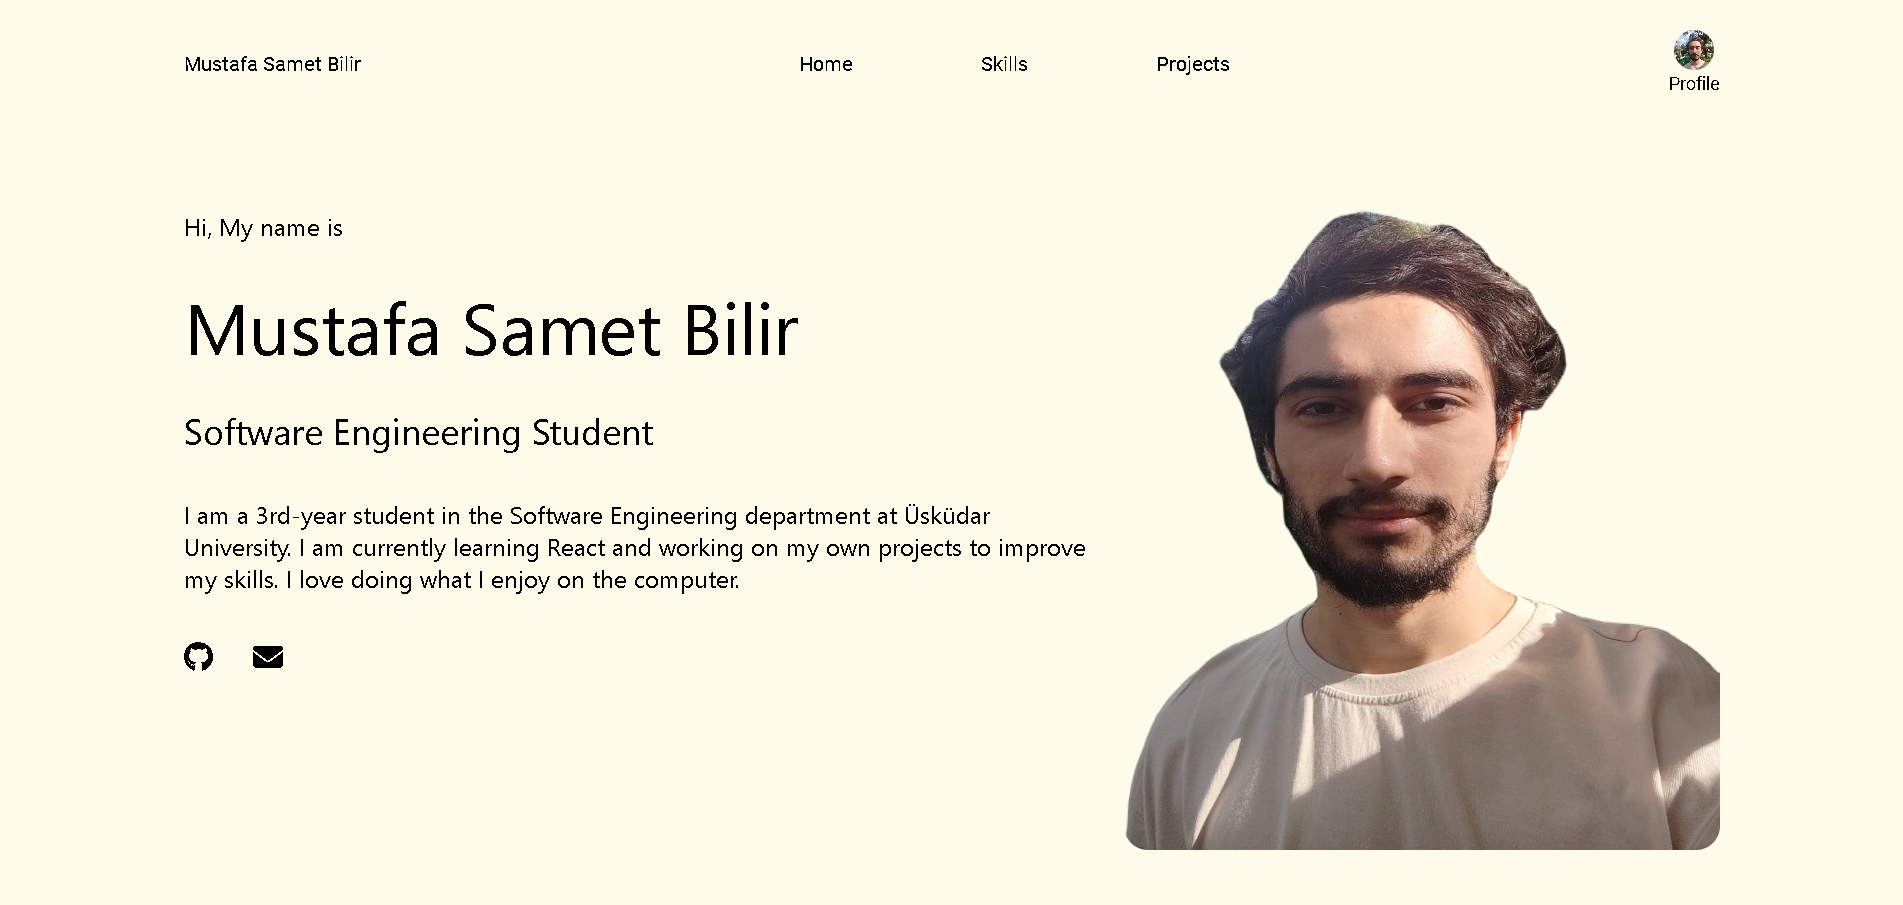 Mustafa Samet Bilir
Home
Skills
Projects
Profile
Hi, My name is
Mustafa Samet Bilir
Software Engineering Student
I am a 3rd-year student in the Software Engineering department at Üsküdar
University. I am currently learning React and working on my own projects to improve
my skills. I love doing what I enjoy on the computer.